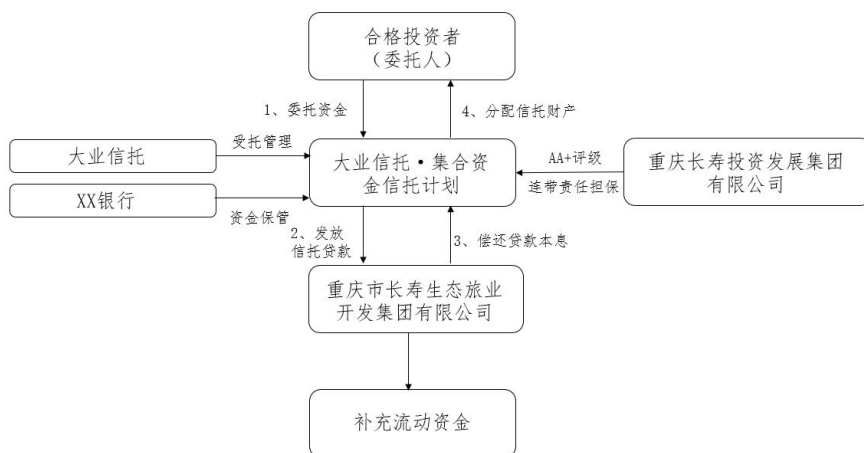 合格投资者
（委托人）
1、委托资金
4、分配信托财产
大业信托
受托管理
大业信托·集合资
金信托计划
AA+评级
连带责任担保
重庆长寿投资发展集团
有限公司
XX银行
资金保管
2、发放
信托贷款
3、偿还贷款本息
重庆市长寿生态旅业
开发集团有限公司
补充流动资金